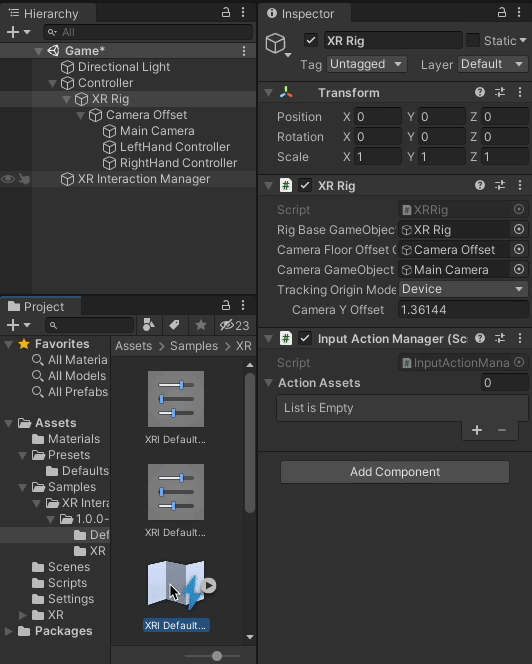 Hierarchy
All
Game*
Directional Light
Controller
XR Rig
Camera Offset
Main Camera
LeftHand Controller
RightHand Controller
XR Interaction Manager
Project
23
Favorites
All Materia
All Models
All Prefabs
Assets
Materials
Presets
Defaults
Samples
XR Intera
1.0.0-
Def
XR
Scenes
Scripts
Settings
XR
Packages
Assets > Samples > XR
XRI Default...
XRI Default...
XRI Default...
Inspector
XR Rig
Static
Tag Untagged Layer Default
Transform
Position X 0 Y 0 Z 0
Rotation X 0 Y 0 Z 0
Scale X 1 Y 1 Z 1
XR Rig
Script XRRig
Rig Base GameObjec XR Rig
Camera Floor Offset G Camera Offset
Camera GameObject Main Camera
Tracking Origin Mode Device
Camera Y Offset 1.36144
Input Action Manager (Sc
Script InputActionMana
Action Assets 0
List is Empty
Add Component